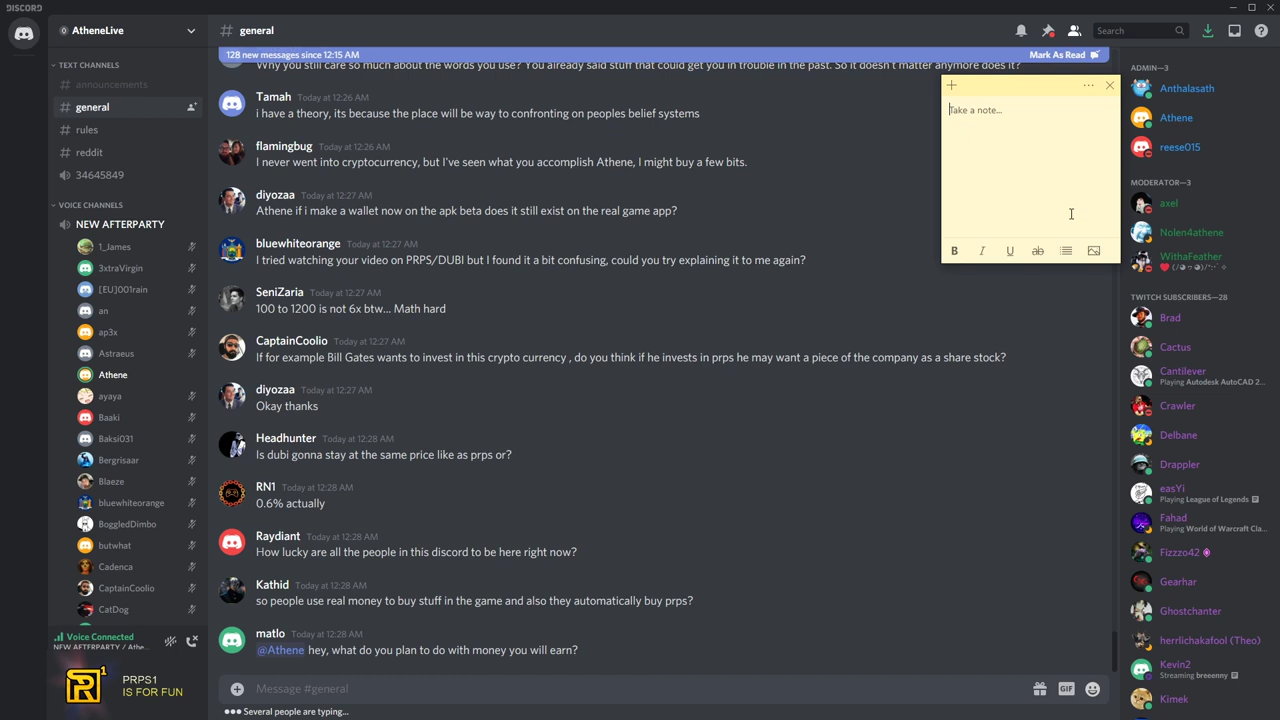 DISCORD
AtheneLive
TEXT CHANNELS
announcements
general
rules
reddit
34645849
VOICE CHANNELS
NEW AFTERPARTY
1_James
3xtraVirgin
[EU]001rain
an
ap3x
Astraeus
Athene
ayaya
Baaki
Baksi031
Bergrisaar
Blaeze
bluewhiteorange
BoggledDimbo
butwhat
Cadenca
CaptainCoolio
CatDog
Voice Connected
NEW AFTERPARTY / Athe...
PRPS1
IS FOR FUN
# general
Search
128 new messages since 12:15 AM
Mark As Read
Why you still care so much about the words you use? You already said stuff that could get you in trouble in the past. So it doesn't matter anymore does it?
Tamah Today at 12:26 AM
i have a theory, its because the place will be way to confronting on peoples belief systems
flamingbug Today at 12:26 AM
I never went into cryptocurrency, but I've seen what you accomplish Athene, I might buy a few bits.
diyozaa Today at 12:27 AM
Athene if i make a wallet now on the apk beta does it still exist on the real game app?
bluewhiteorange Today at 12:27 AM
I tried watching your video on PRPS/DUBI but I found it a bit confusing, could you try explaining it to me again?
SeniZaria Today at 12:27 AM
100 to 1200 is not 6x btw... Math hard
CaptainCoolio Today at 12:27 AM
If for example Bill Gates wants to invest in this crypto currency , do you think if he invests in prps he may want a piece of the company as a share stock?
diyozaa Today at 12:27 AM
Okay thanks
Headhunter Today at 12:28 AM
Is dubi gonna stay at the same price like as prps or?
RN1 Today at 12:28 AM
0.6% actually
Raydiant Today at 12:28 AM
How lucky are all the people in this discord to be here right now?
Kathid Today at 12:28 AM
so people use real money to buy stuff in the game and also they automatically buy prps?
matlo Today at 12:28 AM
@Athene hey, what do you plan to do with money you will earn?
Message #general
GIF
Several people are typing...
Take a note...
B I U ab
ADMIN—3
Anthalasath
Athene
reese015
MODERATOR—3
axel
Nolen4athene
WithaFeather
TWITCH SUBSCRIBERS—28
Brad
Cactus
Cantilever
Playing Autodesk AutoCAD 2...
Crawler
Delbane
Drappler
easYi
Playing League of Legends
Fahad
Playing World of Warcraft Cla...
Fizzzo42
Gearhar
Ghostchanter
herrlichakafool (Theo)
Kevin2
Streaming breeenny
Kimek